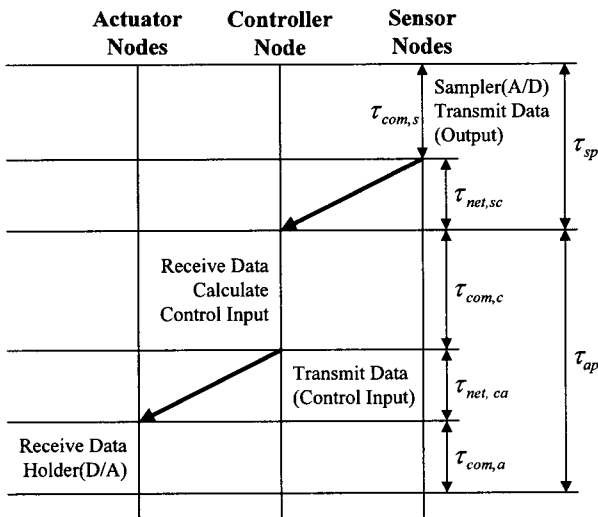 Actuator Nodes
Controller Node
Sensor Nodes
τcom,s
Sampler(A/D)
Transmit Data
(Output)
τsp
τnet,sc
Receive Data
Calculate
Control Input
τcom,c
τap
Transmit Data
(Control Input)
τnet, ca
Receive Data
Holder(D/A)
τcom,a